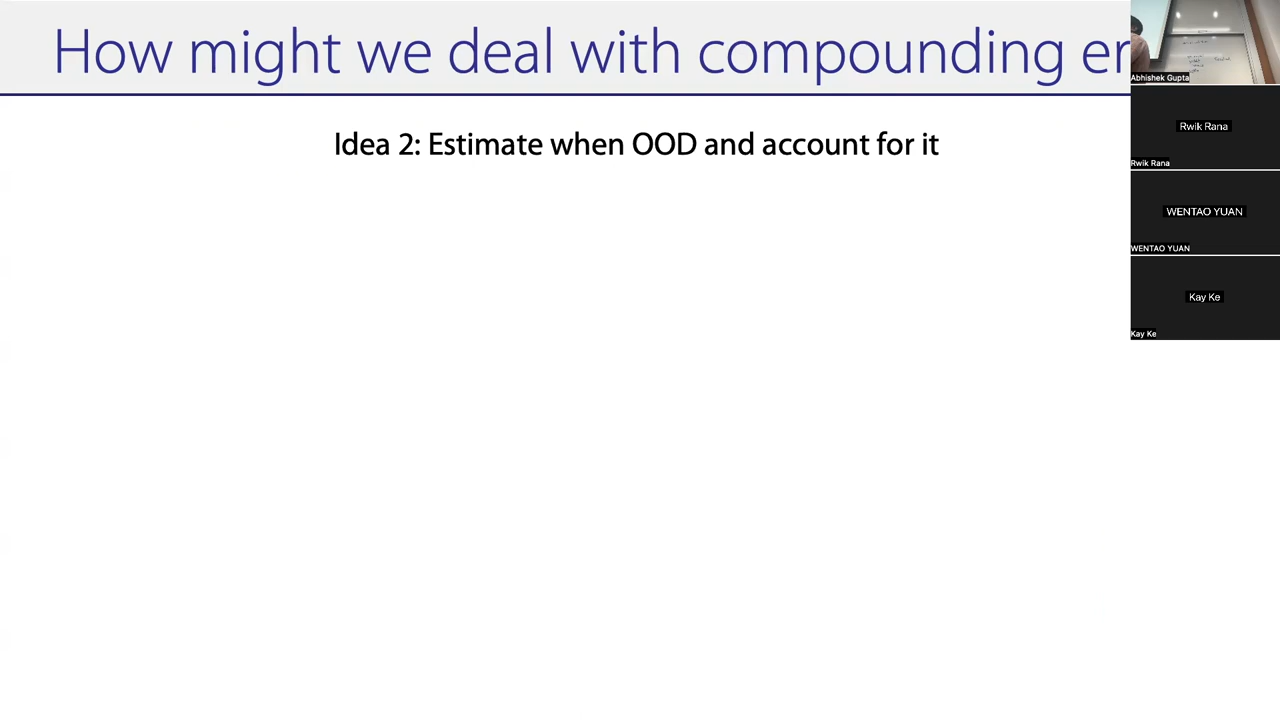 How might we deal with compounding er
Idea 2: Estimate when OOD and account for it
Abhishek Gupta
Rwik Rana
Rwik Rana
WENTAO YUAN
WENTAO YUAN
Kay Ke
Kay Ke